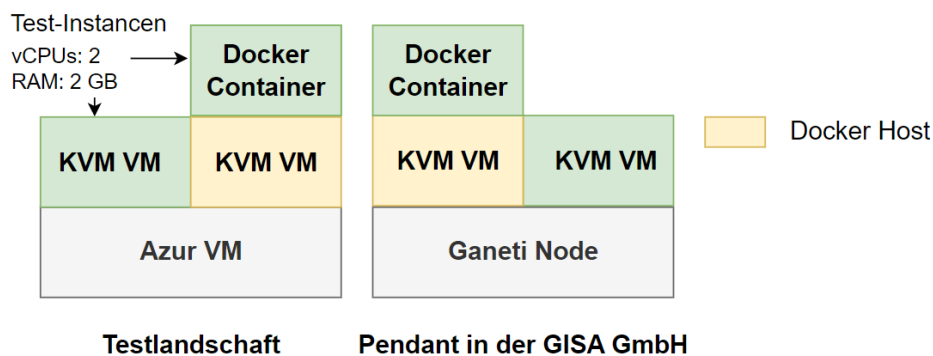 Test-Instancen
vCPUs: 2
RAM: 2 GB
Docker
Container
KVM VM
KVM VM
Azur VM
Testlandschaft
Docker
Container
KVM VM
KVM VM
Ganeti Node
Pendant in der GISA GmbH
Docker Host